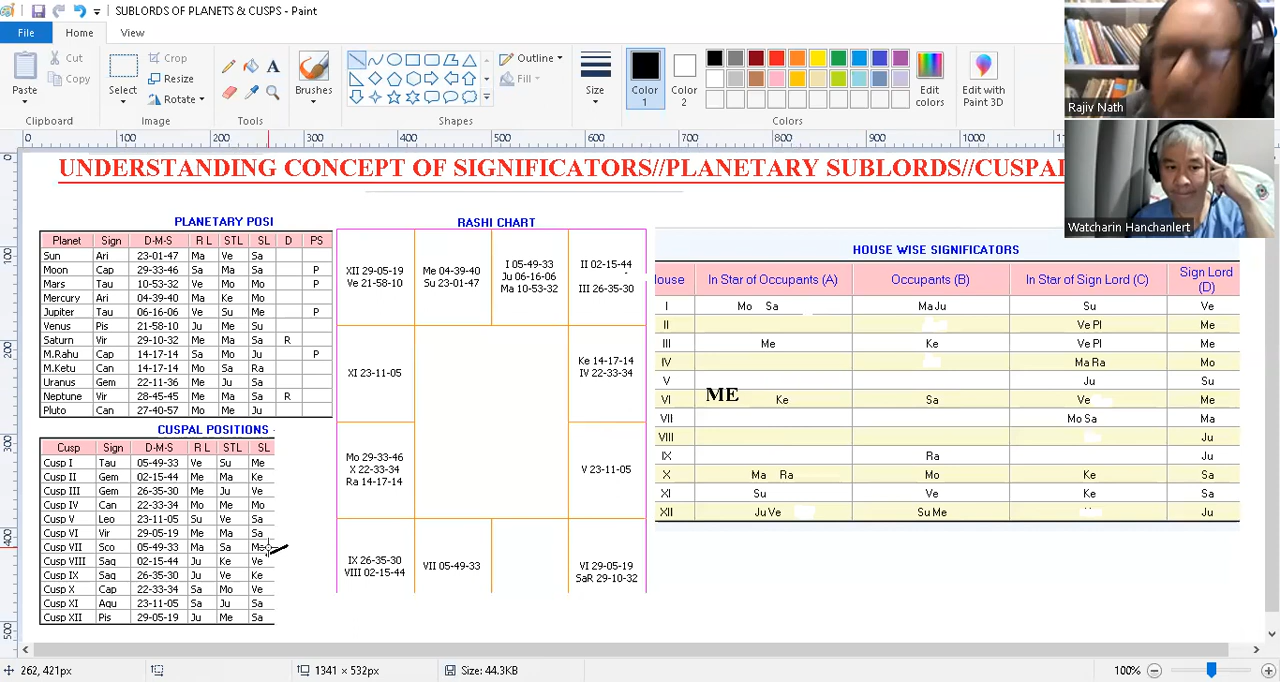 SUBLORDS OF PLANETS & CUSPS - Paint
File Home View
Paste
Cut
Copy
Clipboard
Select
Crop
Resize
Rotate
Image
Tools
Brushes
Shapes
Outline
Fill
Size
Color 1
Color 2
Edit colors
Colors
Edit with Paint 3D
Rajiv Nath
Watcharin Hanchanlert
0 100 200 300 400 500 600 700 800 900 1000
0
100
200
300
400
500
UNDERSTANDING CONCEPT OF SIGNIFICATORS//PLANETARY SUBLORDS//CUSPAL
PLANETARY POSI
Planet Sign D-M-S R L STL SL D PS
Sun Ari 23-01-47 Ma Ve Sa
Moon Cap 29-33-46 Sa Ma Sa P
Mars Tau 10-53-32 Ve Mo Ma P
Mercury Ari 04-39-40 Ma Ke Mo
Jupiter Tau 06-16-06 Ve Su Me P
Venus Pis 21-58-10 Ju Me Su
Saturn Vir 29-10-32 Me Ma Sa R
M.Rahu Cap 14-17-14 Sa Mo Ju P
M.Ketu Can 14-17-14 Mo Sa Ra
Uranus Gem 22-11-36 Me Ju Sa
Neptune Vir 28-45-45 Me Ma Sa R
Pluto Can 27-40-57 Mo Me Ju
CUSPAL POSITIONS
Cusp Sign D-M-S R L STL SL
Cusp I Tau 05-49-33 Ve Su Me
Cusp II Gem 02-15-44 Me Ma Ke
Cusp III Gem 26-35-30 Me Ju Ve
Cusp IV Can 22-33-34 Mo Me Mo
Cusp V Leo 23-11-05 Su Ve Sa
Cusp VI Vir 29-05-19 Me Ma Sa
Cusp VII Sco 05-49-33 Ma Sa Me
Cusp VIII Sag 02-15-44 Ju Ke Ve
Cusp IX Sag 26-35-30 Ju Ve Ke
Cusp X Cap 22-33-34 Sa Mo Ve
Cusp XI Aqu 23-11-05 Sa Ju Sa
Cusp XII Pis 29-05-19 Ju Me Sa
RASHI CHART
XII 29-05-19
Ve 21-58-10
Me 04-39-40
Su 23-01-47
I 05-49-33
Ju 06-16-06
Ma 10-53-32
II 02-15-44
III 26-35-30
XI 23-11-05
Ke 14-17-14
IV 22-33-34
Mo 29-33-46
X 22-33-34
Ra 14-17-14
V 23-11-05
IX 26-35-30
VIII 02-15-44
VII 05-49-33
VI 29-05-19
SaR 29-10-32
HOUSE WISE SIGNIFICATORS
ouse In Star of Occupants (A) Occupants (B) In Star of Sign Lord (C) Sign Lord (D)
I Mo Sa Ma Ju Su Ve
II Ve Pl Me
III Me Ke Ve Pl Me
IV Ma Ra Mo
V Ju Su
VI ME Ke Sa Ve Me
VII Mo Sa Ma
VIII Ju
IX Ra Ju
X Ma Ra Mo Ke Sa
XI Su Ve Ke Sa
XII Ju Ve Su Me Ju
262, 421px
1341 × 532px
Size: 44.3KB
100%